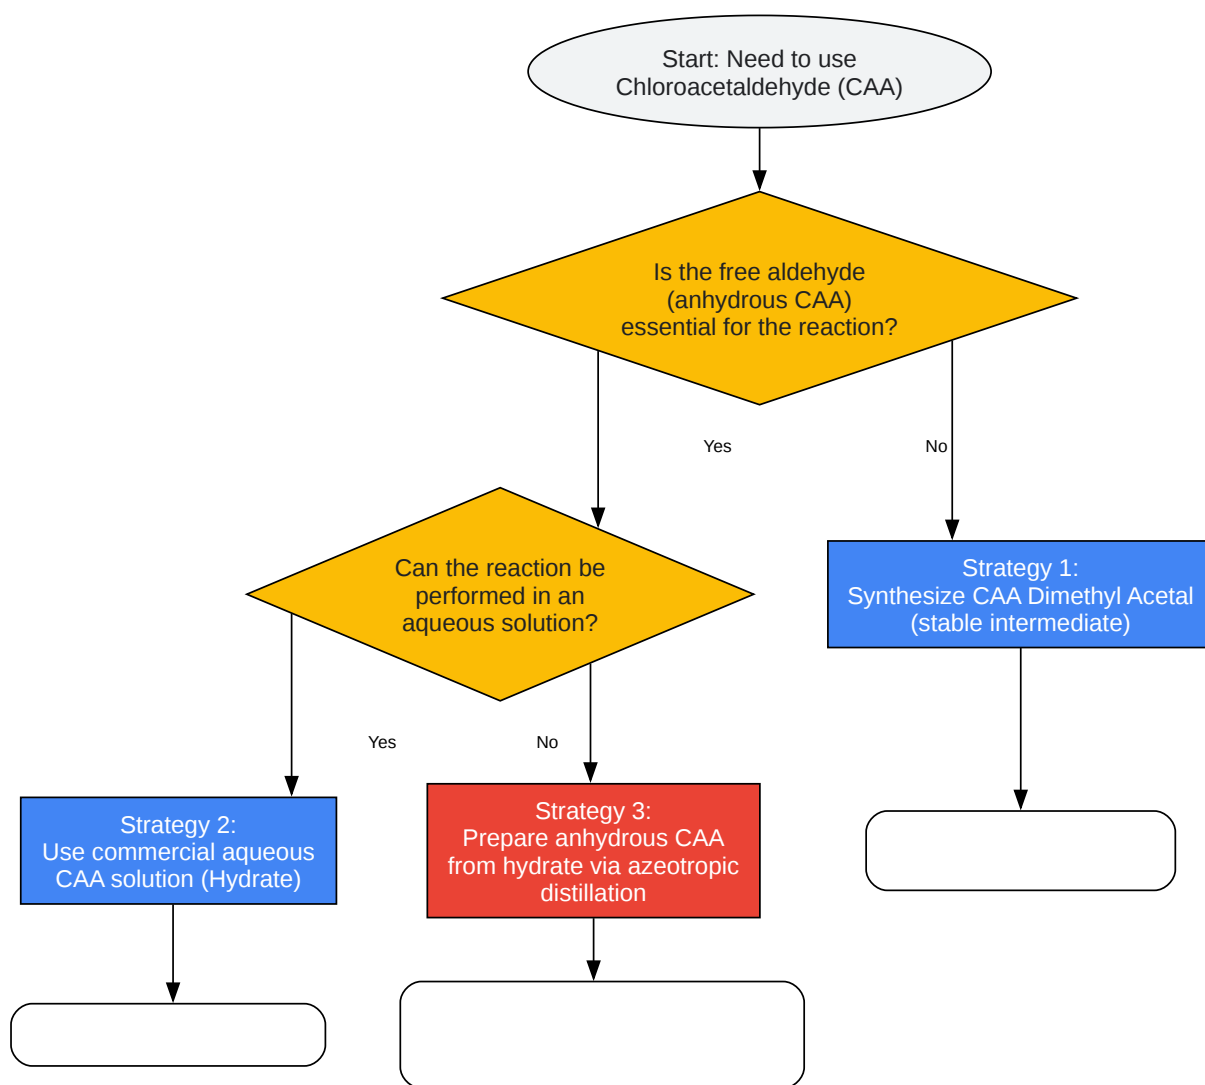 Start: Need to use
Chloroacetaldehyde (CAA)
Is the free aldehyde
(anhydrous CAA)
essential for the reaction?
Yes
No
Can the reaction be
performed in an
aqueous solution?
Strategy 1:
Synthesize CAA Dimethyl Acetal
(stable intermediate)
Yes
No
Strategy 2:
Use commercial aqueous
CAA solution (Hydrate)
Strategy 3:
Prepare anhydrous CAA
from hydrate via azeotropic
distillation